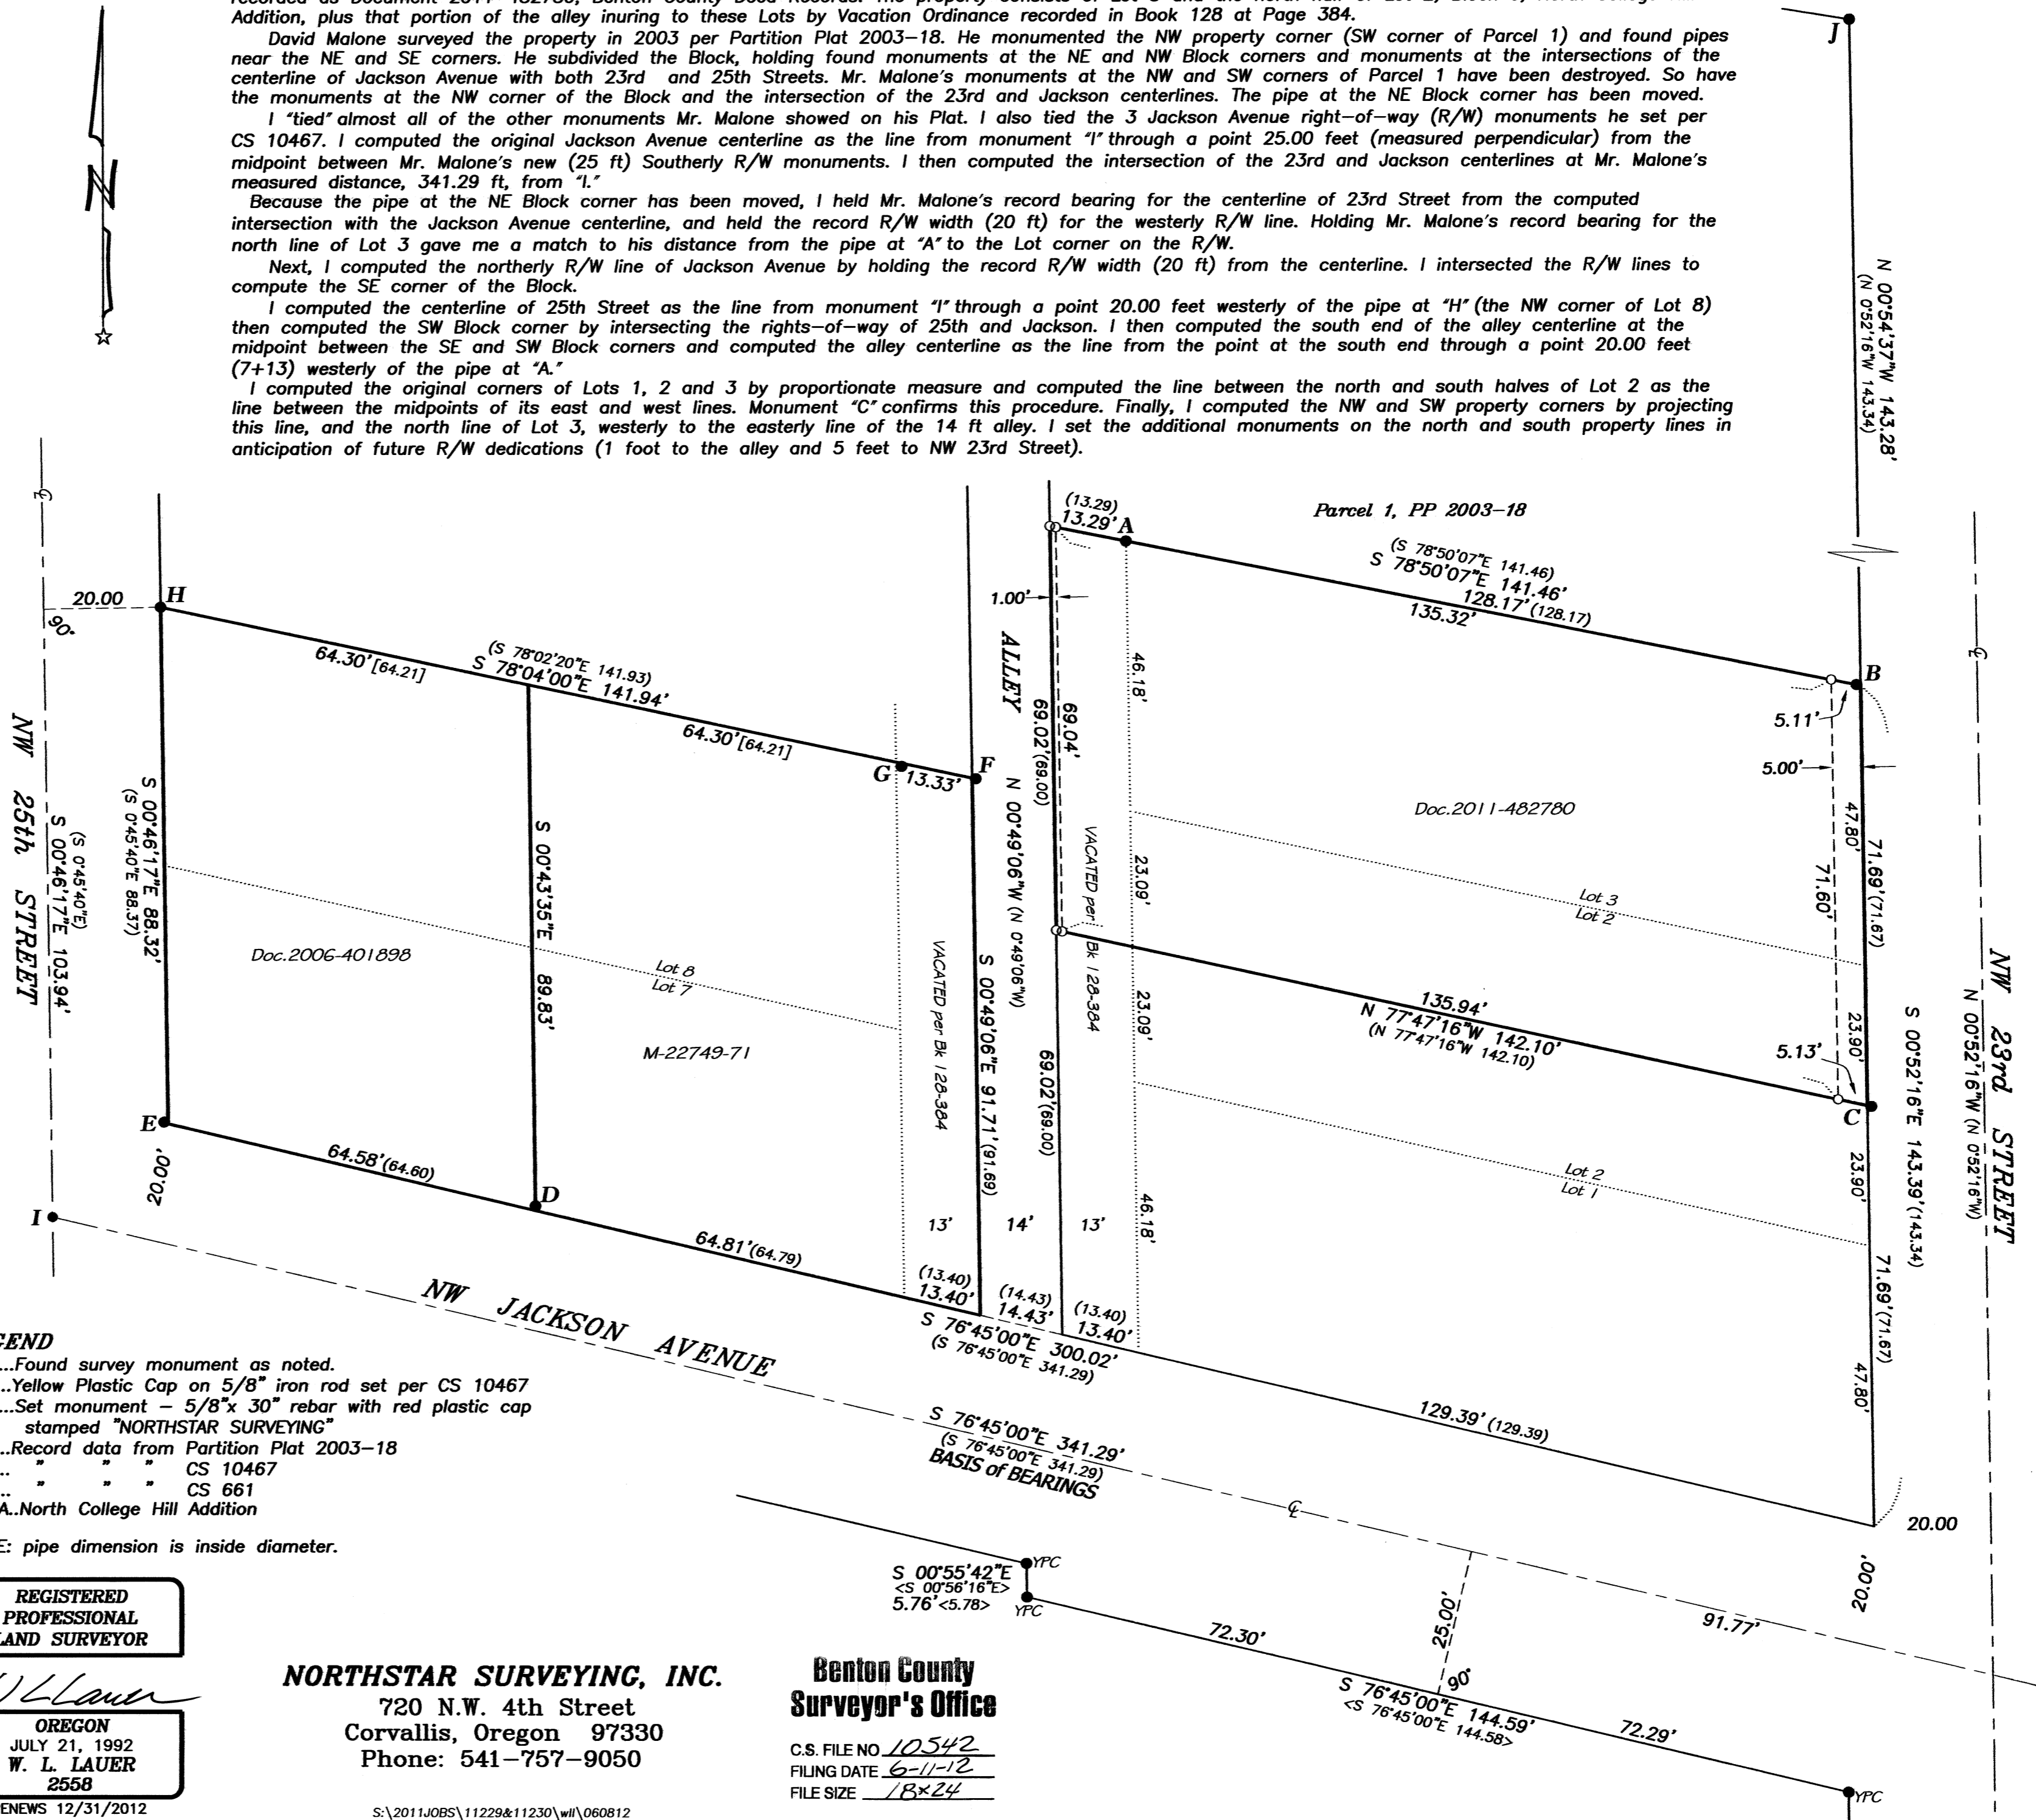 Addition, plus that portion of the alley inuring to these Lots by Vacation Ordinance recorded in Book 128 at Page 384.
David Malone surveyed the property in 2003 per Partition Plat 2003-18. He monumented the NW property corner (SW corner of Parcel 1) and found pipes
near the NE and SE corners. He subdivided the Block, holding found monuments at the NE and NW Block corners and monuments at the intersections of the
centerline of Jackson Avenue with both 23rd and 25th Streets. Mr. Malone's monuments at the NW and SW corners of Parcel 1 have been destroyed. So have
the monuments at the NW corner of the Block and the intersection of the 23rd and Jackson centerlines. The pipe at the NE Block corner has been moved.
I "tied" almost all of the other monuments Mr. Malone showed on his Plat. I also tied the 3 Jackson Avenue right-of-way (R/W) monuments he set per
CS 10467. I computed the original Jackson Avenue centerline as the line from monument "I" through a point 25.00 feet (measured perpendicular) from the
midpoint between Mr. Malone's new (25 ft) Southerly R/W monuments. I then computed the intersection of the 23rd and Jackson centerlines at Mr. Malone's
measured distance, 341.29 ft, from "I."
Because the pipe at the NE Block corner has been moved, I held Mr. Malone's record bearing for the centerline of 23rd Street from the computed
intersection with the Jackson Avenue centerline, and held the record R/W width (20 ft) for the westerly R/W line. Holding Mr. Malone's record bearing for the
north line of Lot 3 gave me a match to his distance from the pipe at "A" to the Lot corner on the R/W.
Next, I computed the northerly R/W line of Jackson Avenue by holding the record R/W width (20 ft) from the centerline. I intersected the R/W lines to
compute the SE corner of the Block.
I computed the centerline of 25th Street as the line from monument "I" through a point 20.00 feet westerly of the pipe at "H" (the NW corner of Lot 8)
then computed the SW Block corner by intersecting the rights-of-way of 25th and Jackson. I then computed the south end of the alley centerline at the
midpoint between the SE and SW Block corners and computed the alley centerline as the line from the point at the south end through a point 20.00 feet
(7+13) westerly of the pipe at "A."
I computed the original corners of Lots 1, 2 and 3 by proportionate measure and computed the line between the north and south halves of Lot 2 as the
line between the midpoints of its east and west lines. Monument "C" confirms this procedure. Finally, I computed the NW and SW property corners by projecting
this line, and the north line of Lot 3, westerly to the easterly line of the 14 ft alley. I set the additional monuments on the north and south property lines in
anticipation of future R/W dedications (1 foot to the alley and 5 feet to NW 23rd Street).
N
J
N 00°54'37"W 143.28'
(N 0°52'16"W 143.34)
Parcel 1, PP 2003-18
(13.29)
13.29'
A
(S 78°50'07"E 141.46)
S 78°50'07"E 141.46'
128.17' (128.17)
135.32'
B
5.11'
5.00'
1.00'
ALLEY
69.02'(69.00)
69.04'
46.18'
H
20.00
90°
(S 78°02'20"E 141.93)
S 78°04'00"E 141.94'
64.30'[64.21]
64.30'[64.21]
G
13.33'
F
N 00°49'06"W (N 0°49'06"W)
VACATED per Bk 128-384
23.09'
23.09'
Doc.2011-482780
Lot 3
Lot 2
47.80'
71.69'(71.67)
71.60'
23.90'
NW 25th STREET
(S 0°45'40"E)
S 00°46'17"E 103.94'
S 00°46'17"E 88.32'
(S 0°45'40"E 88.37)
S 00°43'35"E 89.83'
Doc.2006-401898
Lot 8
Lot 7
M-22749-71
VACATED per Bk 128-384
S 00°49'06"E 91.71'(91.69)
69.02'(69.00)
135.94'
N 77°47'16"W 142.10'
(N 77°47'16"W 142.10)
5.13'
C
23.90'
S 00°52'16"E 143.39'(143.34)
N 00°52'16"W (N 0°52'16"W)
NW 23rd STREET
E
20.00'
64.58'(64.60)
D
64.81'(64.79)
I
13'
14'
13'
46.18'
Lot 2
Lot 1
71.69'(71.67)
47.80'
(13.40)
13.40'
(14.43)
14.43'
(13.40)
13.40'
S 76°45'00"E 300.02'
(S 76°45'00"E 341.29)
129.39' (129.39)
NW JACKSON AVENUE
S 76°45'00"E 341.29'
(S 76°45'00"E 341.29)
BASIS of BEARINGS
20.00
20.00'
GEND
...Found survey monument as noted.
..Yellow Plastic Cap on 5/8" iron rod set per CS 10467
...Set monument - 5/8"x 30" rebar with red plastic cap
stamped "NORTHSTAR SURVEYING"
..Record data from Partition Plat 2003-18
.. " " " CS 10467
.. " " " CS 661
A..North College Hill Addition
E: pipe dimension is inside diameter.
YPC
S 00°55'42"E
<S 00°56'16"E>
5.76'<5.78>
YPC
72.30'
25.00'
90°
91.77'
S 76°45'00"E 144.59'
<S 76°45'00"E 144.58>
72.29'
YPC
REGISTERED
PROFESSIONAL
LAND SURVEYOR
W L Lauer
OREGON
JULY 21, 1992
W. L. LAUER
2558
ENEWS 12/31/2012
NORTHSTAR SURVEYING, INC.
720 N.W. 4th Street
Corvallis, Oregon 97330
Phone: 541-757-9050
S:\2011JOBS\11229&11230\wll\060812
Benton County
Surveyor's Office
C.S. FILE NO 10542
FILING DATE 6-11-12
FILE SIZE 18x24